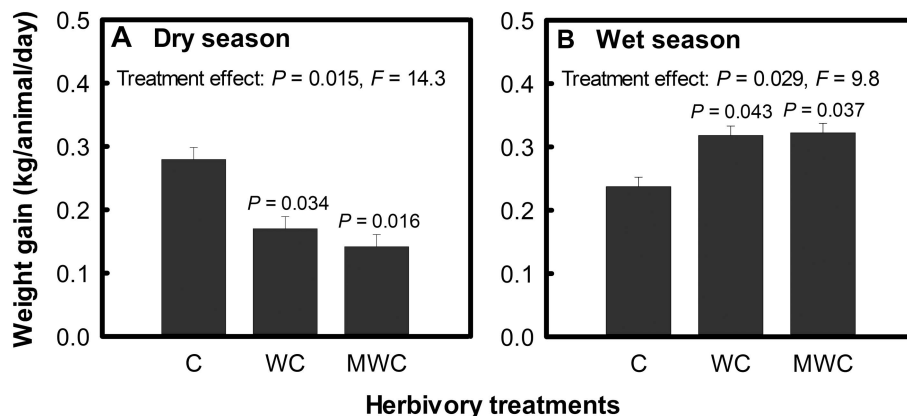 A Dry season
Treatment effect: P = 0.015, F = 14.3
P = 0.034
P = 0.016
0.5
0.4
0.3
0.2
0.1
0.0
C WC MWC
B Wet season
Treatment effect: P = 0.029, F = 9.8
P = 0.043 P = 0.037
0.5
0.4
0.3
0.2
0.1
0.0
C WC MWC
Weight gain (kg/animal/day)
Herbivory treatments